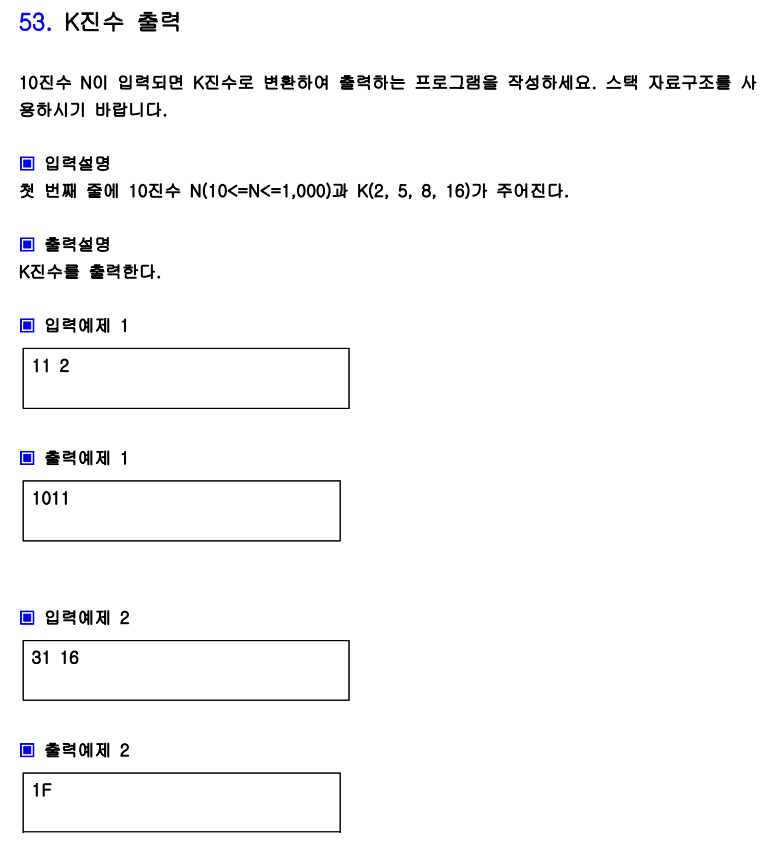 53. K진수 출력
10진수 N이 입력되면 K진수로 변환하여 출력하는 프로그램을 작성하세요. 스택 자료구조를 사
용하시기 바랍니다.
▣ 입력설명
첫 번째 줄에 10진수 N(10<=N<=1,000)과 K(2, 5, 8, 16)가 주어진다.
▣ 출력설명
K진수를 출력한다.
▣ 입력예제 1
11 2
▣ 출력예제 1
1011
▣ 입력예제 2
31 16
▣ 출력예제 2
1F